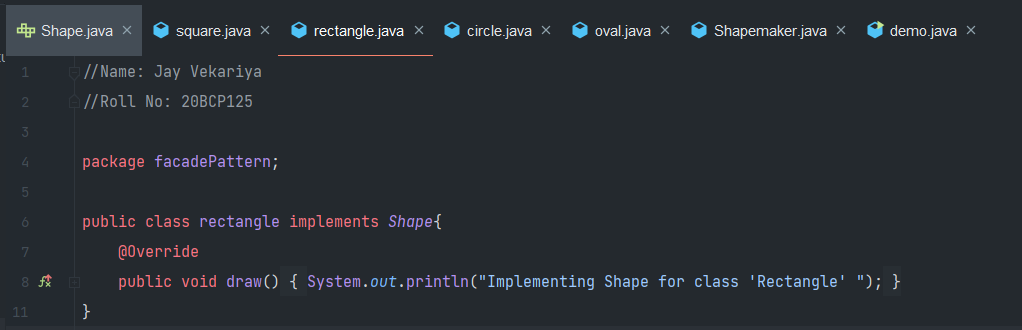 Shape.java square.java rectangle.java circle.java oval.java Shapemaker.java demo.java
1 //Name: Jay Vekariya
2 //Roll No: 20BCP125
3
4 package facadePattern;
5
6 public class rectangle implements Shape{
7 @Override
8 public void draw() { System.out.println("Implementing Shape for class 'Rectangle' "); }
11 }